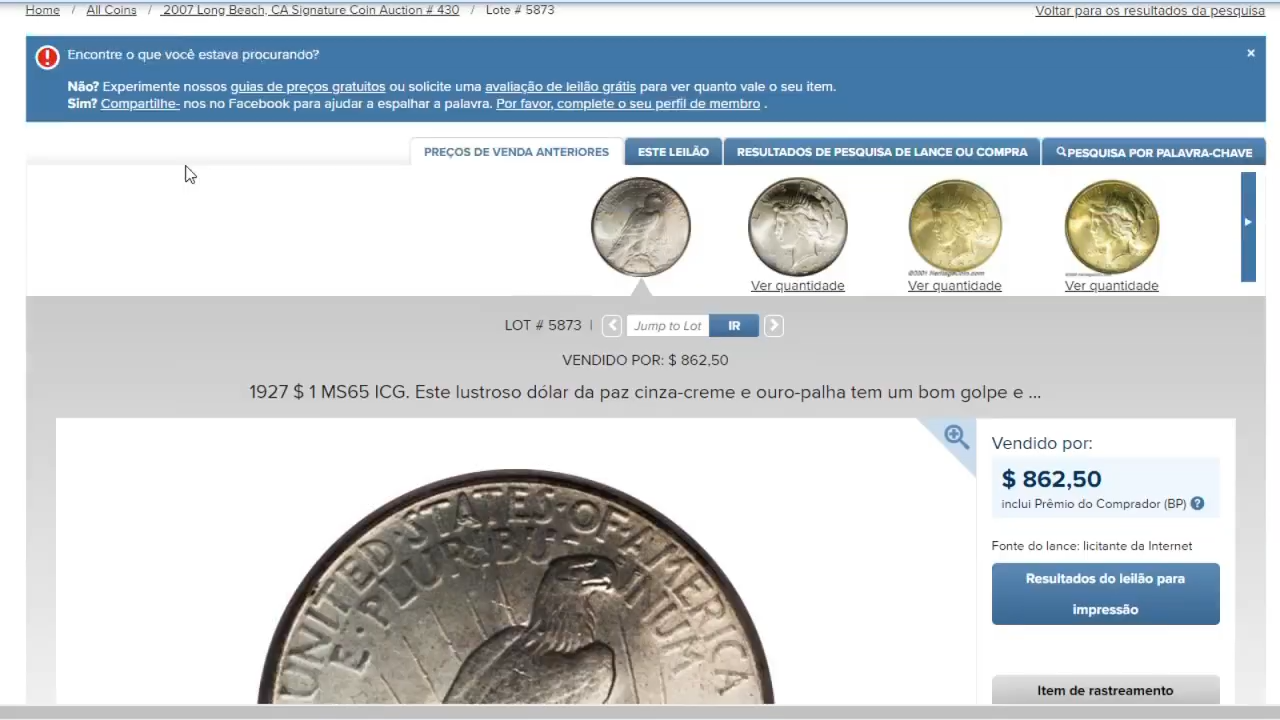 Home / All Coins / 2007 Long Beach, CA Signature Coin Auction # 430 / Lote # 5873
Voltar para os resultados da pesquisa
Encontre o que você estava procurando?
×
Não? Experimente nossos guias de preços gratuitos ou solicite uma avaliação de leilão grátis para ver quanto vale o seu item.
Sim? Compartilhe- nos no Facebook para ajudar a espalhar a palavra. Por favor, complete o seu perfil de membro .
PREÇOS DE VENDA ANTERIORES
ESTE LEILÃO
RESULTADOS DE PESQUISA DE LANCE OU COMPRA
PESQUISA POR PALAVRA-CHAVE
Ver quantidade
Ver quantidade
Ver quantidade
LOT # 5873 | Jump to Lot IR
VENDIDO POR: $ 862,50
1927 $ 1 MS65 ICG. Este lustroso dólar da paz cinza-creme e ouro-palha tem um bom golpe e ...
UNITED·STATES·OF·AMERICA
E·PLURIBUS UNUM
Vendido por:
$ 862,50
inclui Prêmio do Comprador (BP) ?
Fonte do lance: licitante da Internet
Resultados do leilão para
impressão
Item de rastreamento